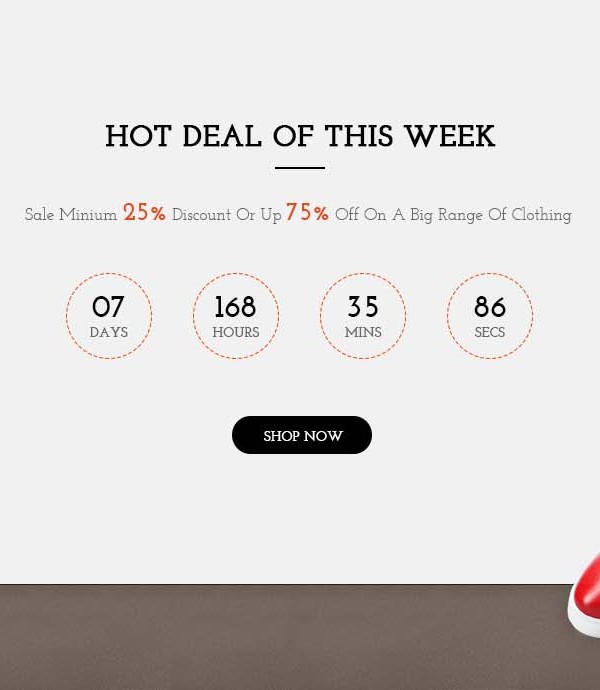 HOT DEAL OF THIS WEEK
Sale Minium 25% Discount Or Up 75% Off On A Big Range Of Clothing
07 168 35 86
DAYS HOURS MINS SECS
SHOP NOW